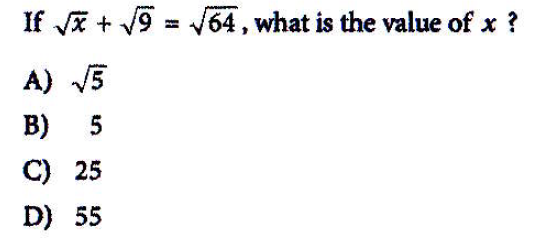 If √x + √9 = √64, what is the value of x ?
A) √5
B) 5
C) 25
D) 55